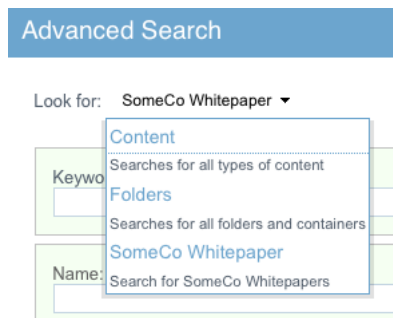 Advanced Search
Look for: SomeCo Whitepaper
Content
Searches for all types of content
Keywo
Folders
Searches for all folders and containers
SomeCo Whitepaper
Name:
Search for SomeCo Whitepapers